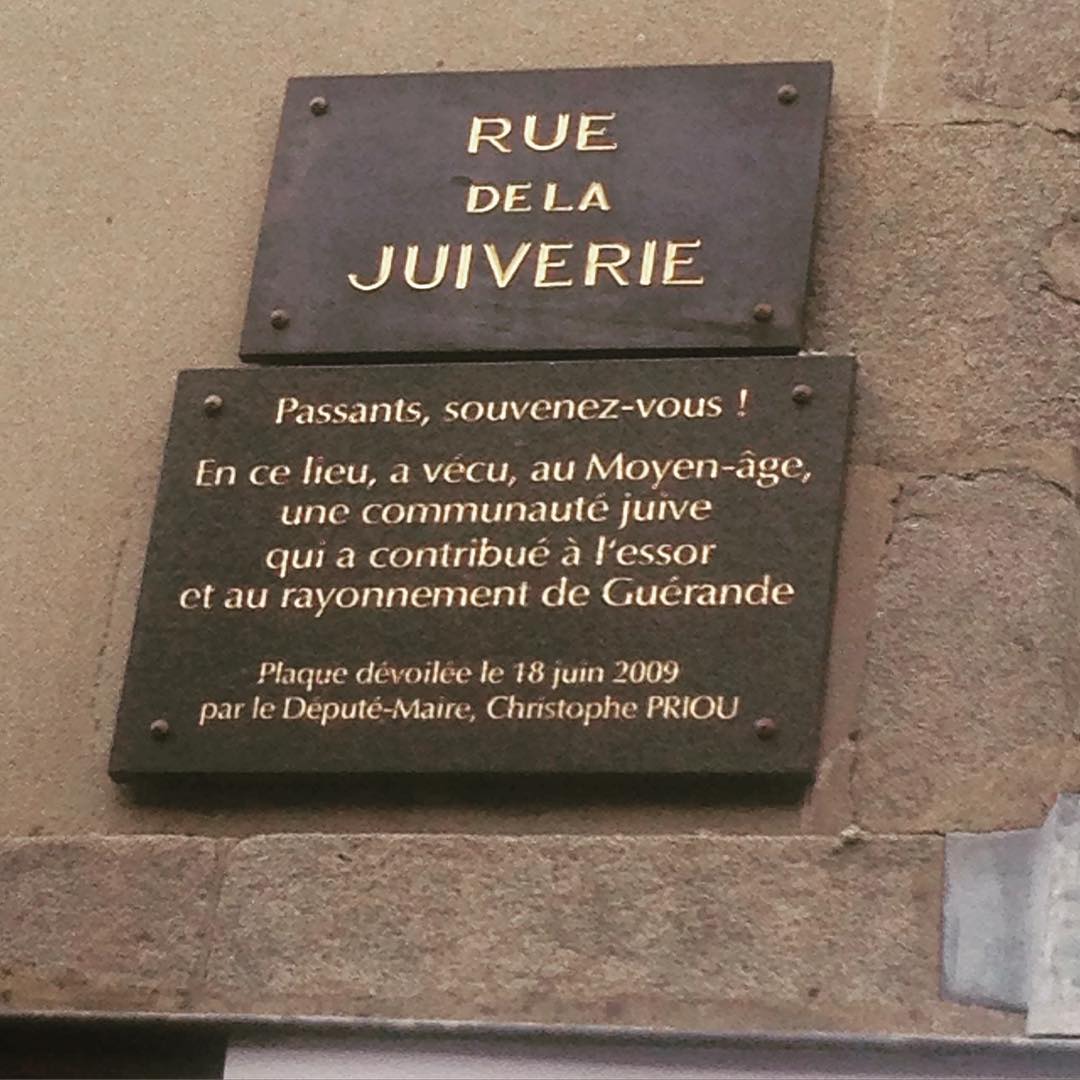 RUE
DE LA
JUIVERIE
Passants, souvenez-vous !
En ce lieu, a vécu, au Moyen-âge,
une communauté juive
qui a contribué à l'essor
et au rayonnement de Guérande
Plaque dévoilée le 18 juin 2009
par le Député-Maire, Christophe PRIOU